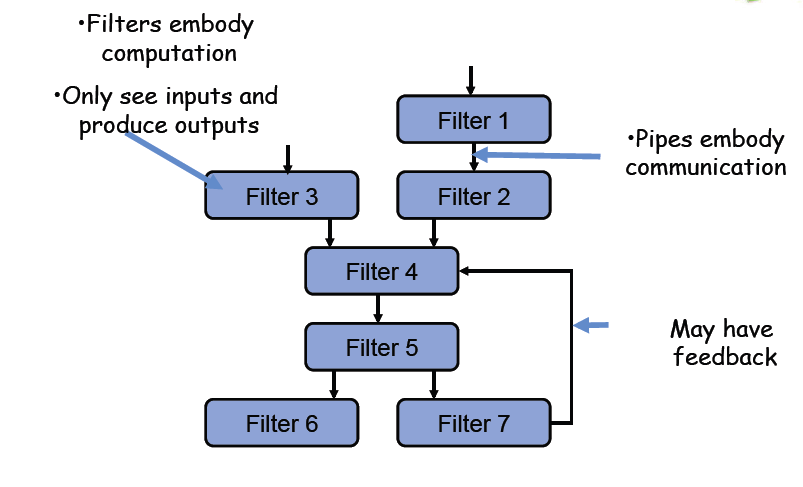 •Filters embody
computation
•Only see inputs and
produce outputs
Filter 1
•Pipes embody
communication
Filter 3
Filter 2
Filter 4
Filter 5
May have
feedback
Filter 6
Filter 7